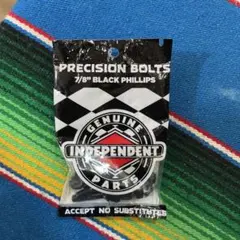 PRECISION BOLTS
7/8" BLACK PHILLIPS
GENUINE
INDEPENDENT
PARTS
ACCEPT NO SUBSTITUTES